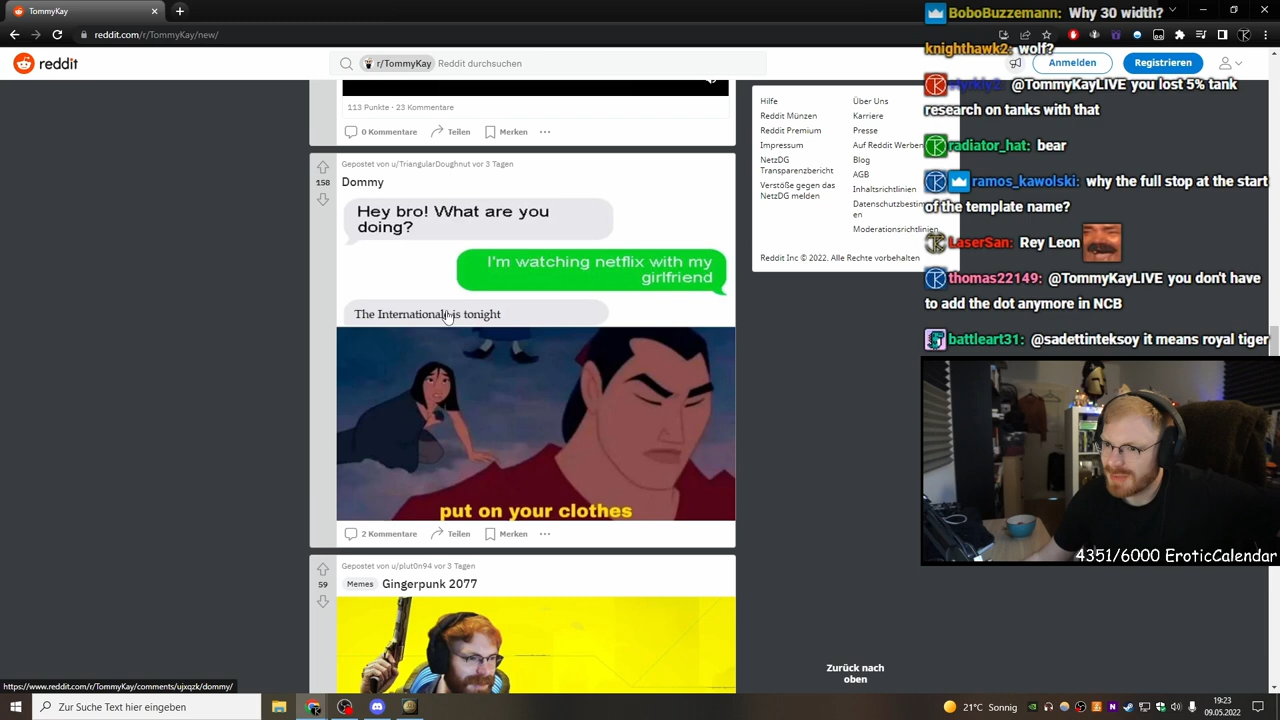 TommyKay
reddit.com/r/TommyKay/new/
reddit
r/TommyKay
Reddit durchsuchen
Anmelden
Registrieren
113 Punkte · 23 Kommentare
0 Kommentare
Teilen
Merken
158
Gepostet von u/TriangularDoughnut vor 3 Tagen
Dommy
Hey bro! What are you
doing?
I'm watching netflix with my
girlfriend
The Internationale is tonight
put on your clothes
2 Kommentare
Teilen
Merken
59
Gepostet von u/plut0n94 vor 3 Tagen
Memes
Gingerpunk 2077
Hilfe
Reddit Münzen
Reddit Premium
Impressum
NetzDG
Transparenzbericht
Verstöße gegen das
NetzDG melden
Über Uns
Karriere
Presse
Auf Reddit Werben
Blog
AGB
Inhaltsrichtlinien
Datenschutzbestim
en
Moderationsrichtlinien
Reddit Inc © 2022. Alle Rechte vorbehalten
Zurück nach
oben
BoboBuzzemann: Why 30 width?
knighthawk2: wolf?
@TommyKayLIVE you lost 5% tank
research on tanks with that
radiator_hat: bear
ramos_kawolski: why the full stop at the start
of the template name?
LaserSan: Rey Leon
thomas22149: @TommyKayLIVE you don't have
to add the dot anymore in NCB
battleart31: @sadettinteksoy it means royal tiger
4351/6000 EroticCalendar
https://www.reddit.com/r/TommyKay/comments/ujxqzk/dommy/
Zur Suche Text hier eingeben
21°C Sonnig
19:23
09.05.2022